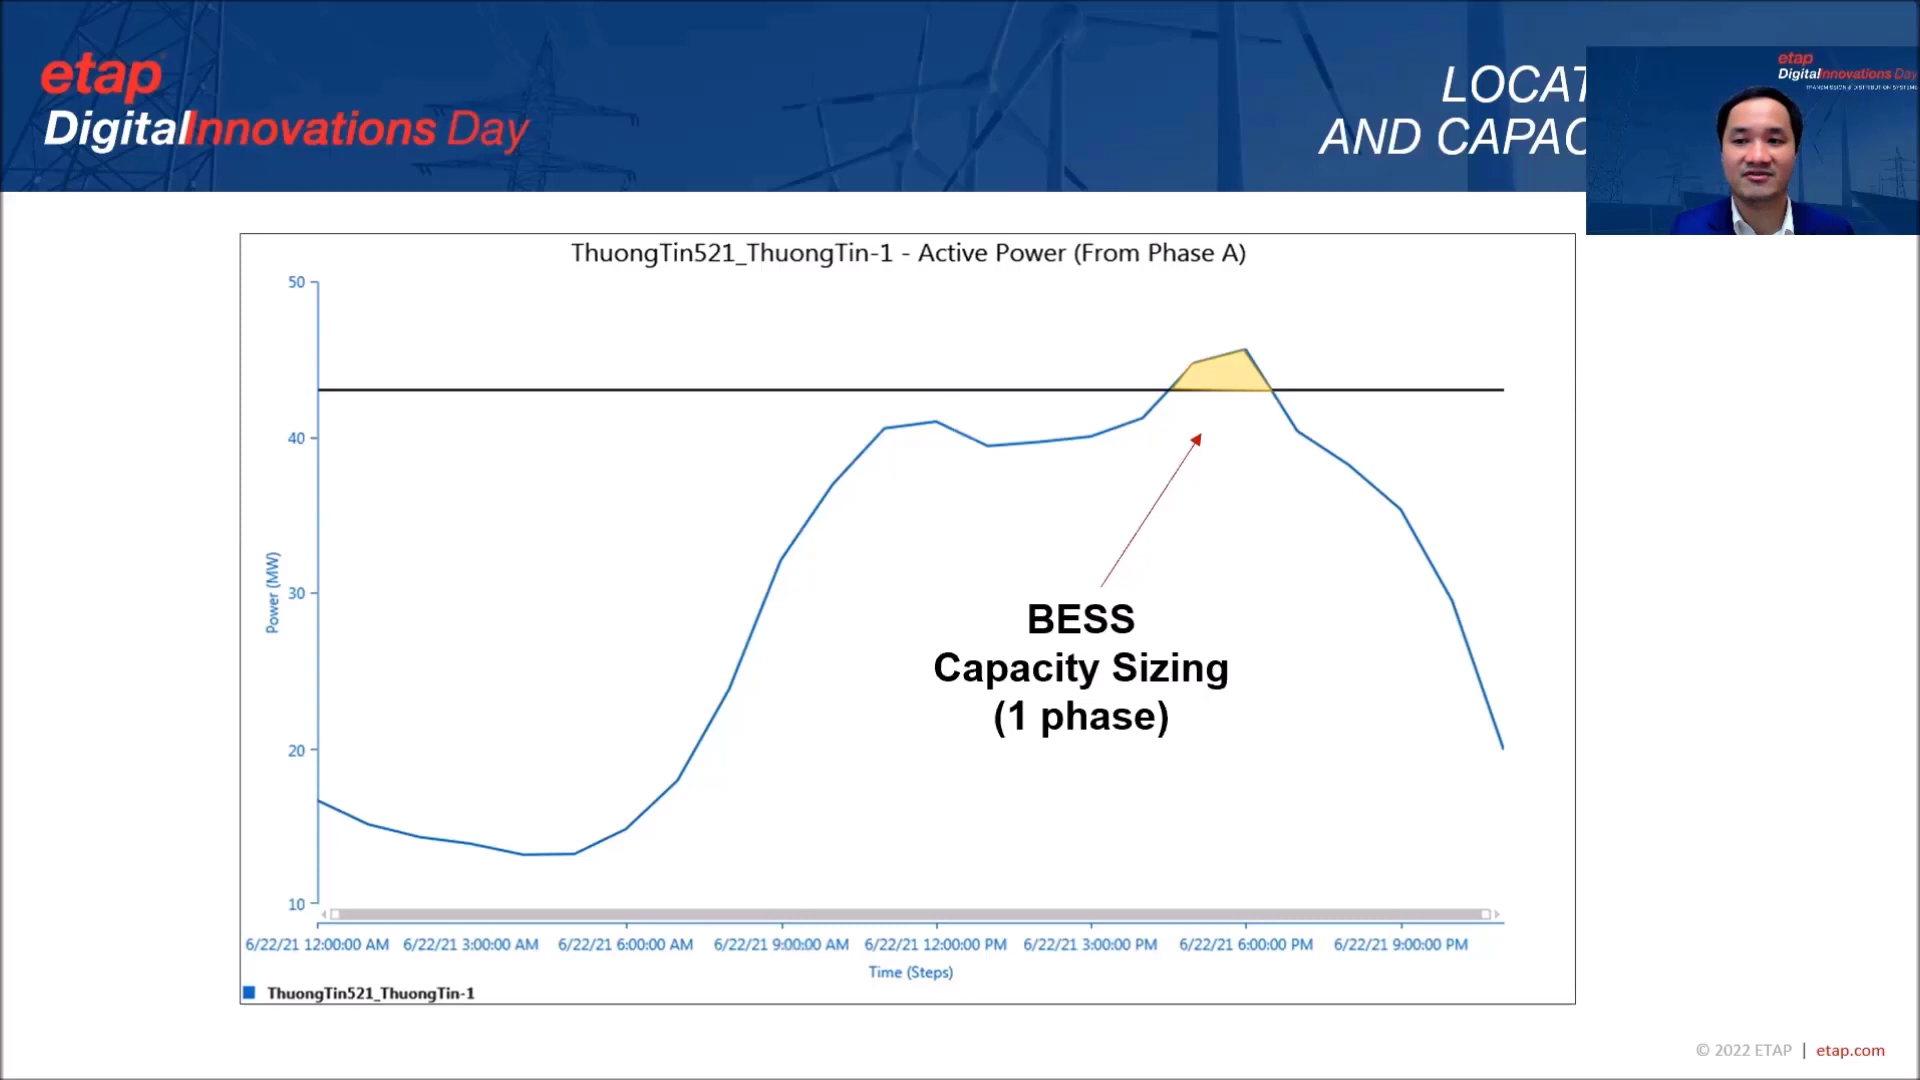 etap
DigitalInnovations Day
LOCAT
AND CAPAC
etap
DigitalInnovations Day
TRANSMISSION & DISTRIBUTION SYSTEMS
ThuongTin521_ThuongTin-1 - Active Power (From Phase A)
50
40
30
20
10
Power (MW)
BESS
Capacity Sizing
(1 phase)
6/22/21 12:00:00 AM 6/22/21 3:00:00 AM 6/22/21 6:00:00 AM 6/22/21 9:00:00 AM 6/22/21 12:00:00 PM 6/22/21 3:00:00 PM 6/22/21 6:00:00 PM 6/22/21 9:00:00 PM
Time (Steps)
ThuongTin521_ThuongTin-1
© 2022 ETAP | etap.com